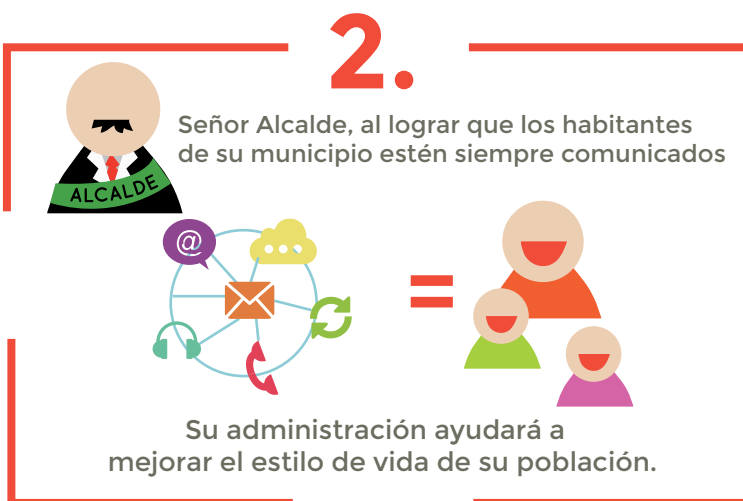 2.
Señor Alcalde, al lograr que los habitantes
de su municipio estén siempre comunicados
ALCALDE
@
Su administración ayudará a
mejorar el estilo de vida de su población.